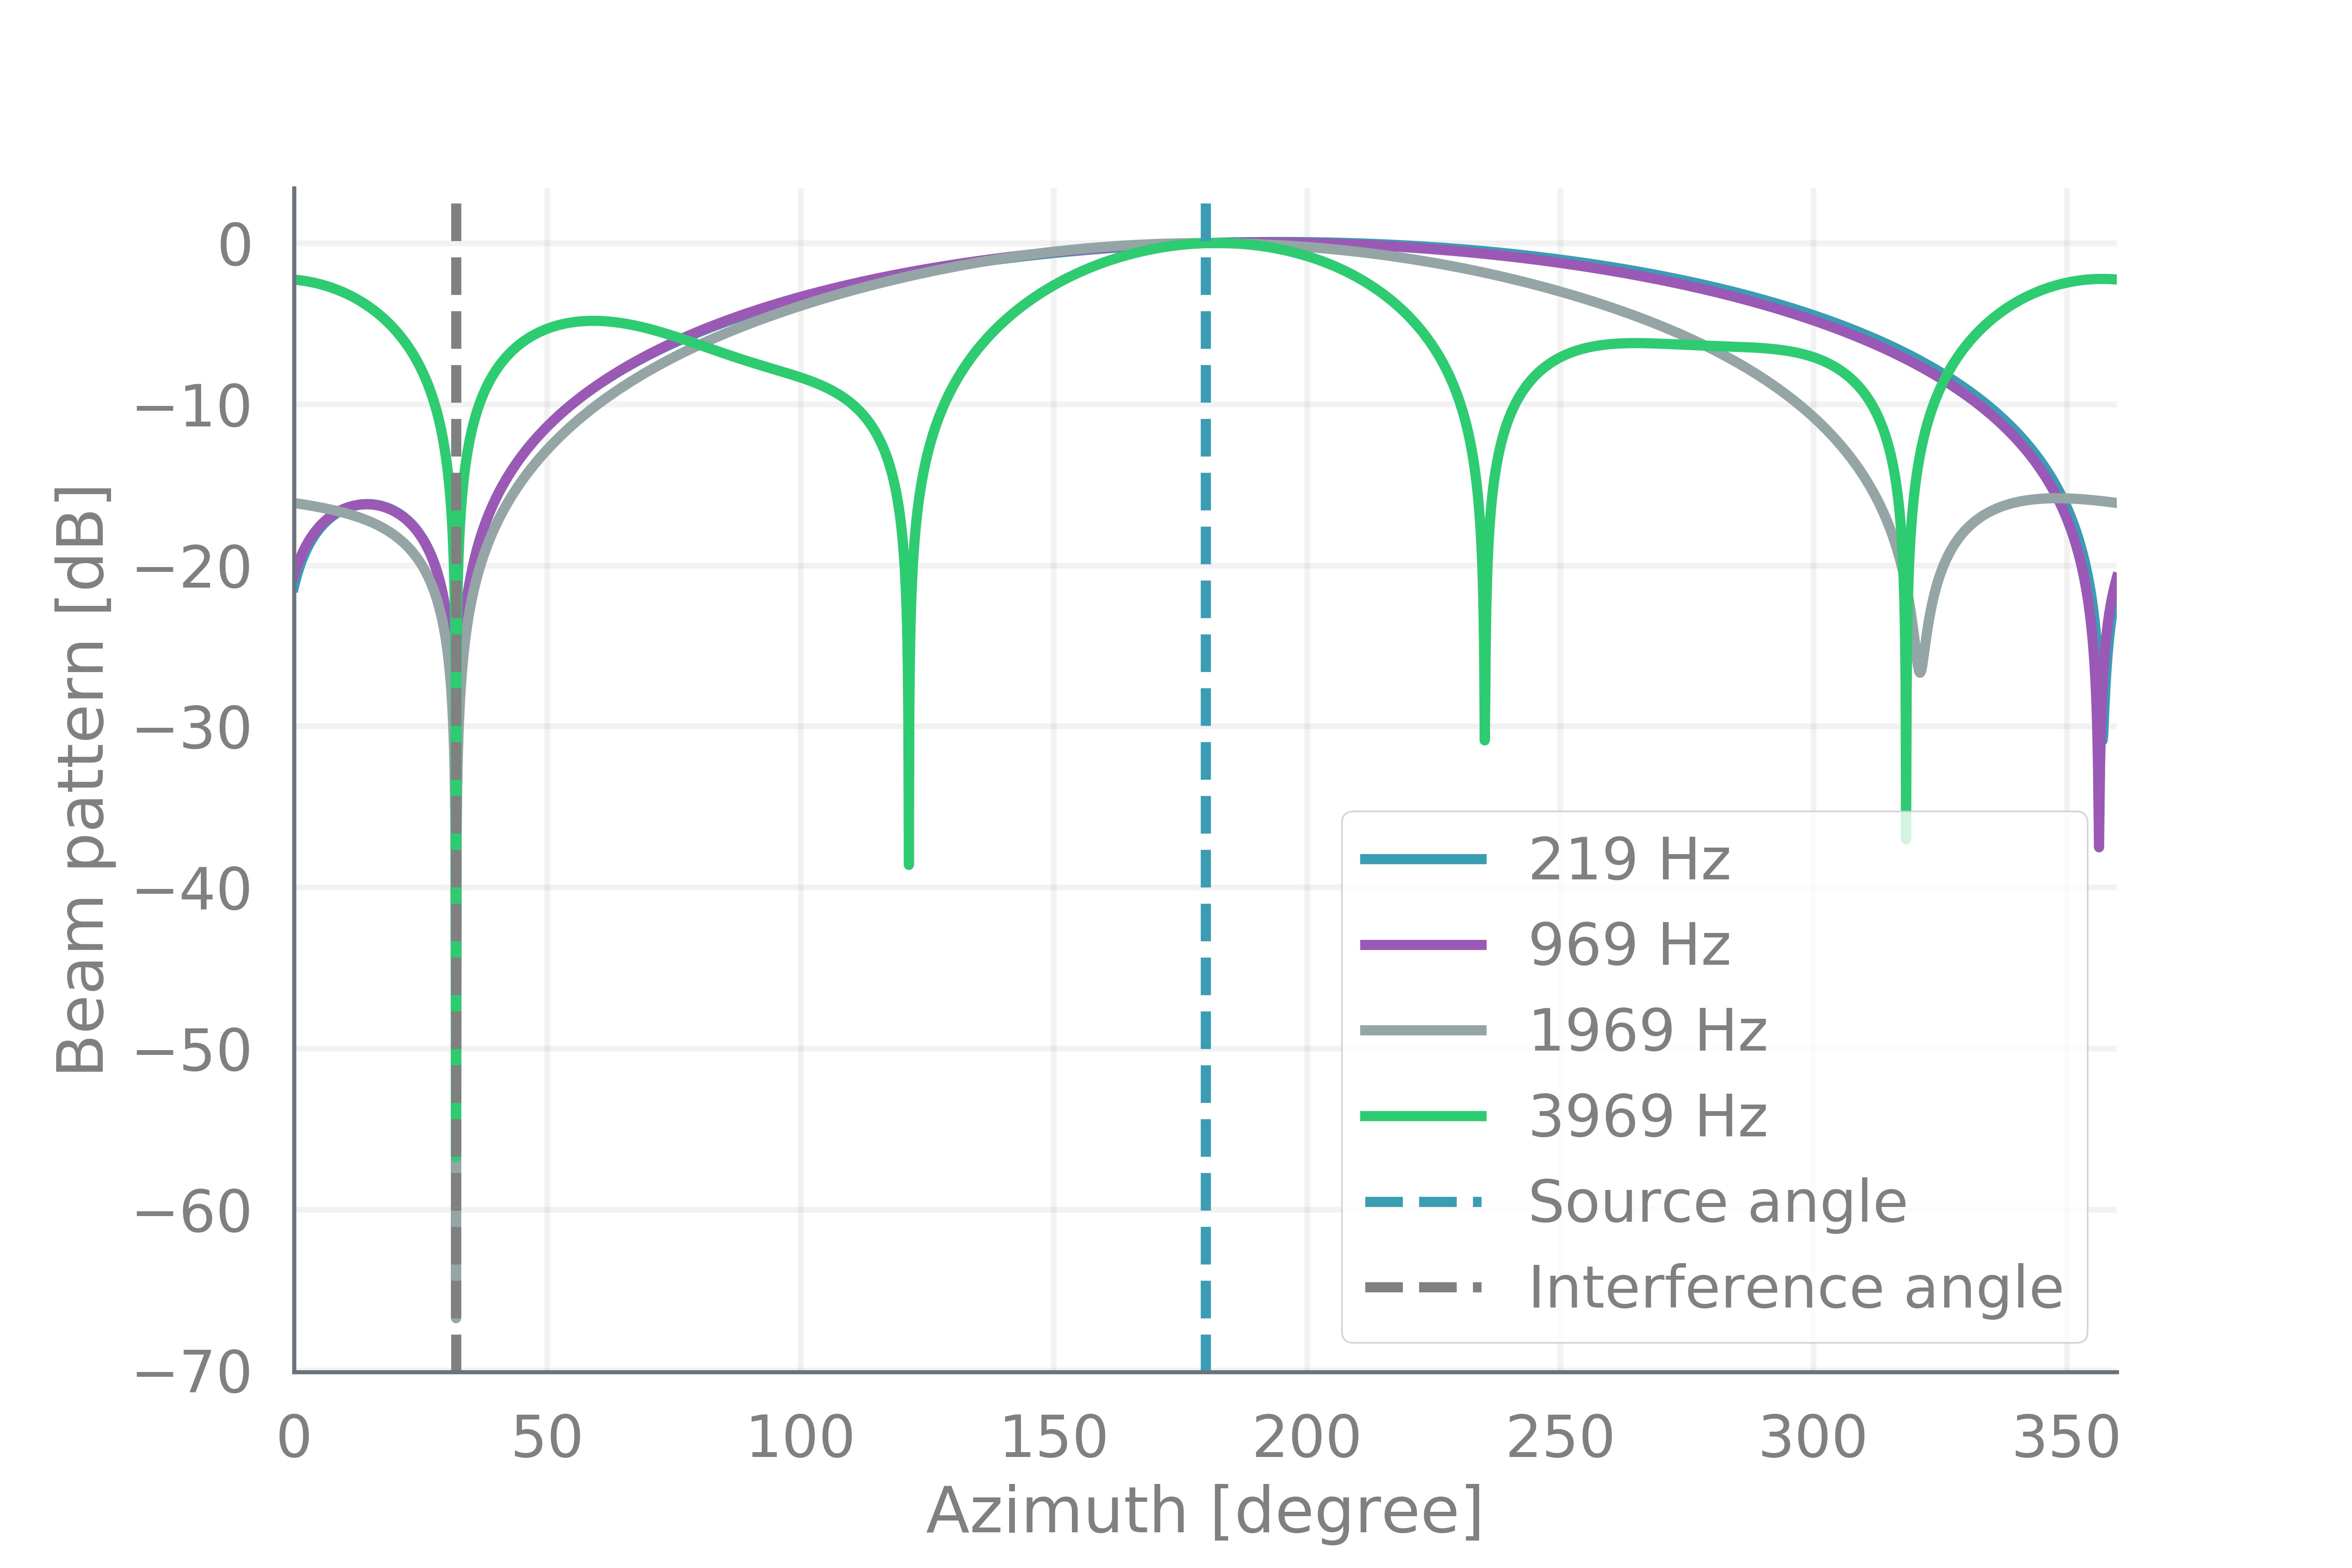 0
−10
−20
−30
−40
−50
−60
−70
Beam pattern [dB]
219 Hz
969 Hz
1969 Hz
3969 Hz
Source angle
Interference angle
0 50 100 150 200 250 300 350
Azimuth [degree]